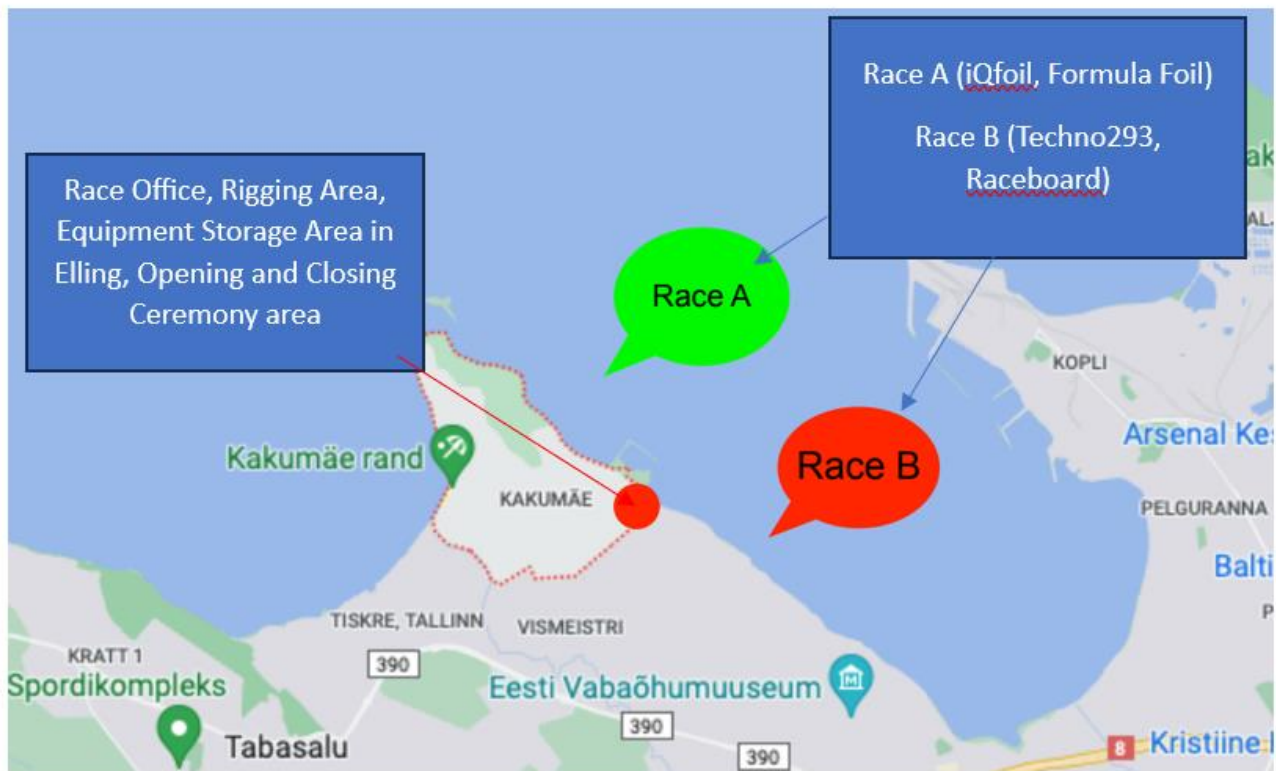 Race A (iQfoil, Formula Foil)
Race B (Techno293,
Raceboard)
Race Office, Rigging Area,
Equipment Storage Area in
Elling, Opening and Closing
Ceremony area
Race A
Race B
KOPLI
Arsenal Ke
Kakumäe rand
KAKUMÄE
PELGURANNA
Balti
TISKRE, TALLINN
VISMEISTRI
KRATT 1
390
Spordikompleks
Eesti Vabaõhumuuseum
390
Tabasalu
390
8
Kristiine